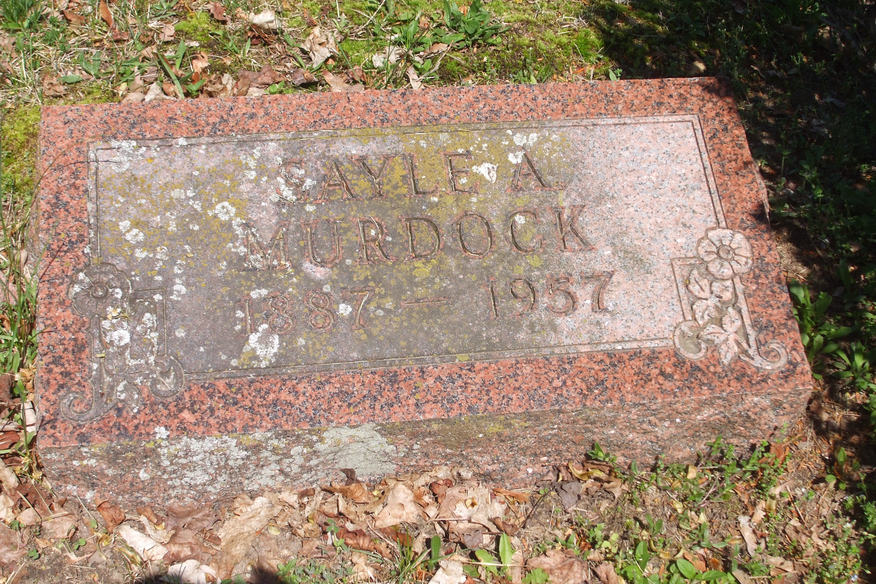 GAYLE A.
MURDOCK
1887 — 1957